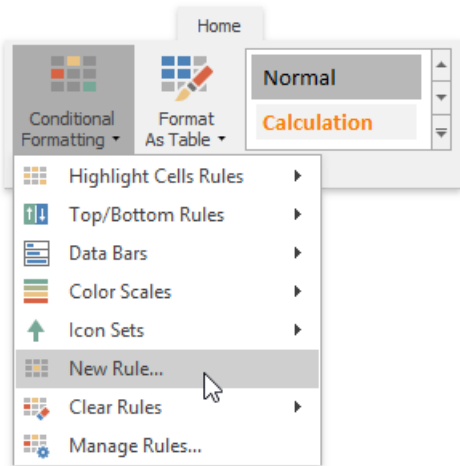 Home
Conditional
Formatting
Format
As Table
Normal
Calculation
Highlight Cells Rules
Top/Bottom Rules
Data Bars
Color Scales
Icon Sets
New Rule...
Clear Rules
Manage Rules...